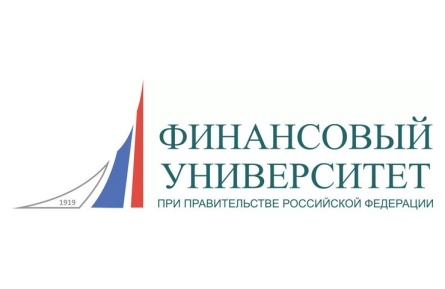 1919
ФИНАНСОВЫЙ
УНИВЕРСИТЕТ
ПРИ ПРАВИТЕЛЬСТВЕ РОССИЙСКОЙ ФЕДЕРАЦИИ